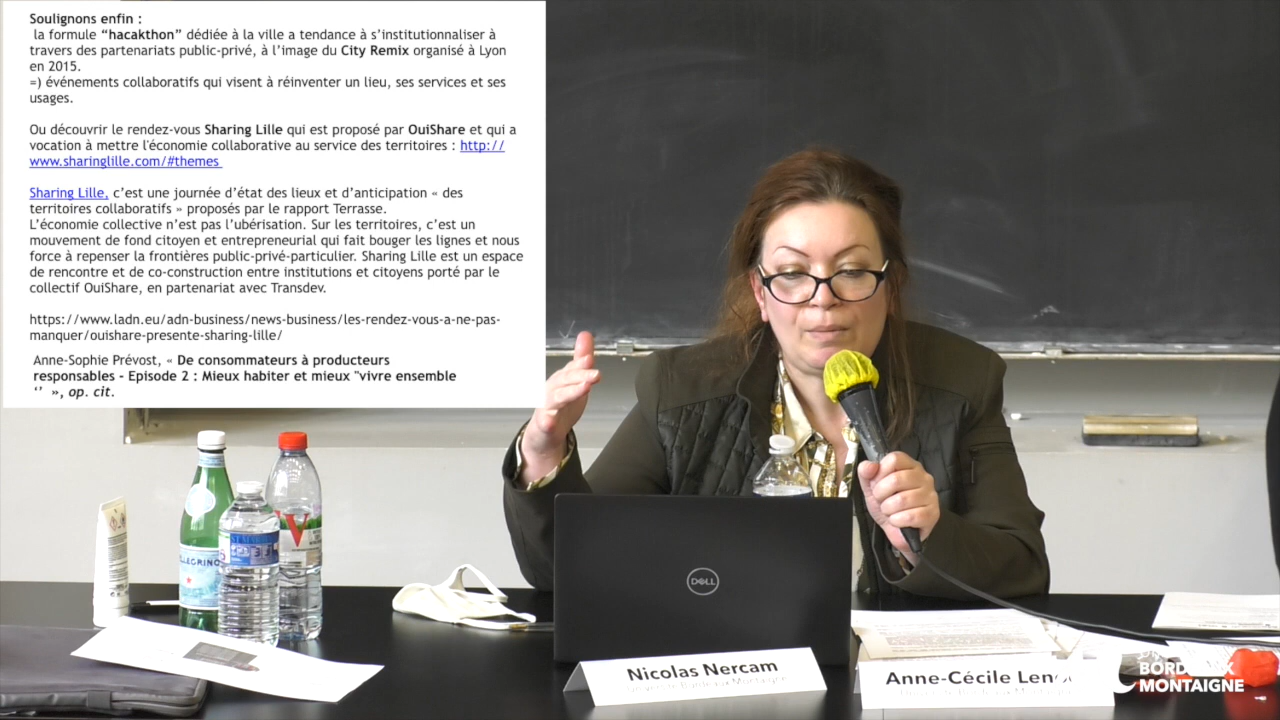 Soulignons enfin :
la formule “hacakthon” dédiée à la ville a tendance à s’institutionnaliser à
travers des partenariats public-privé, à l’image du City Remix organisé à Lyon
en 2015.
=) événements collaboratifs qui visent à réinventer un lieu, ses services et ses
usages.
Ou découvrir le rendez-vous Sharing Lille qui est proposé par OuiShare et qui a
vocation à mettre l'économie collaborative au service des territoires : http://
www.sharinglille.com/#themes
Sharing Lille, c’est une journée d’état des lieux et d’anticipation « des
territoires collaboratifs » proposés par le rapport Terrasse.
L’économie collective n’est pas l’ubérisation. Sur les territoires, c’est un
mouvement de fond citoyen et entrepreneurial qui fait bouger les lignes et nous
force à repenser la frontières public-privé-particulier. Sharing Lille est un espace
de rencontre et de co-construction entre institutions et citoyens porté par le
collectif OuiShare, en partenariat avec Transdev.
https://www.ladn.eu/adn-business/news-business/les-rendez-vous-a-ne-pas-
manquer/ouishare-presente-sharing-lille/
Anne-Sophie Prévost, « De consommateurs à producteurs
responsables - Episode 2 : Mieux habiter et mieux "vivre ensemble
‘’ », op. cit.
PELLEGRINO
V
DELL
Nicolas Nercam
Anne-Cécile
BORDEAUX
MONTAIGNE